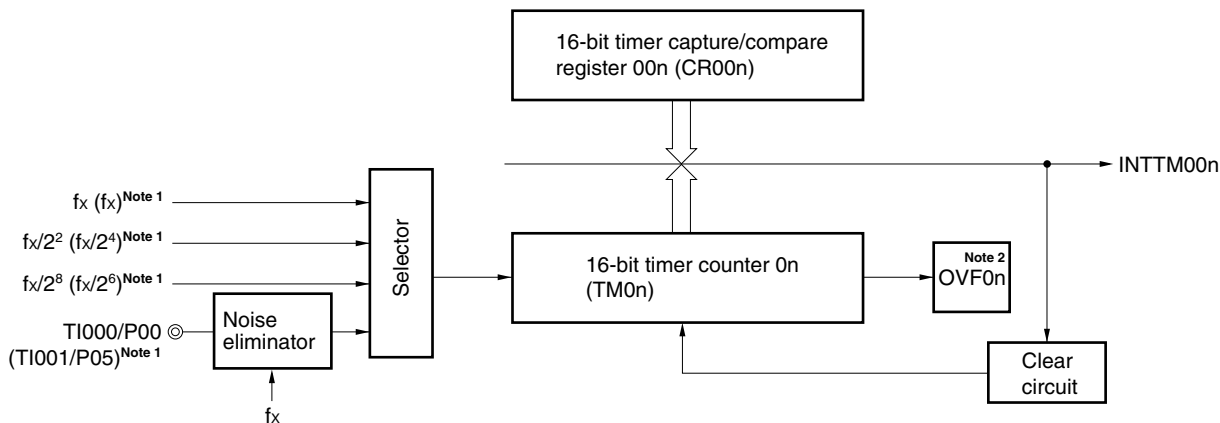 16-bit timer capture/compare
register 00n (CR00n)
INTTM00n
fx (fx)Note 1
fx/2² (fx/2⁴)Note 1
fx/2⁸ (fx/2⁶)Note 1
Selector
16-bit timer counter 0n
(TM0n)
Note 2
OVF0n
TI000/P00
(TI001/P05)Note 1
Noise
eliminator
Clear
circuit
fx